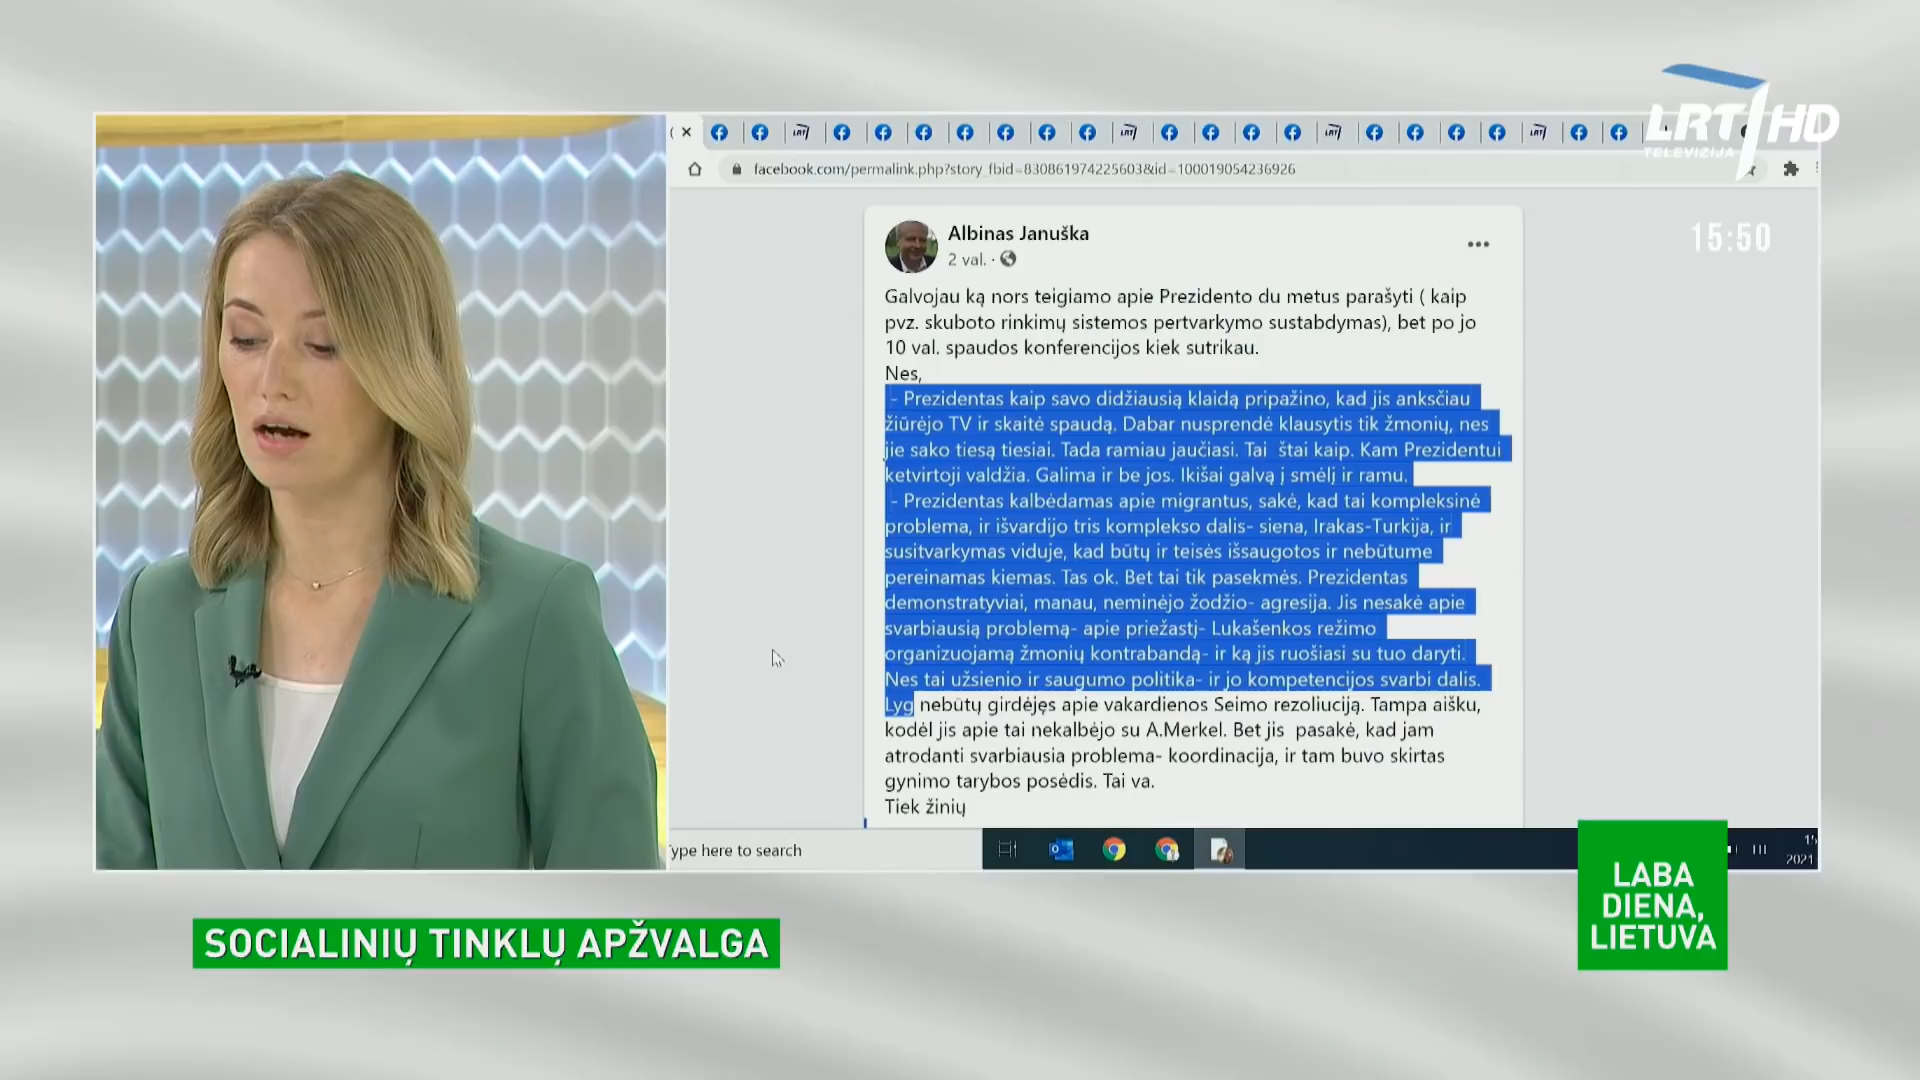 LRT HD
TELEVIZIJA
facebook.com/permalink.php?story_fbid=830861974225603&id=100019054236926
15:50
Albinas Januška
2 val. ·
Galvojau ką nors teigiamo apie Prezidento du metus parašyti ( kaip
pvz. skuboto rinkimų sistemos pertvarkymo sustabdymas), bet po jo
10 val. spaudos konferencijos kiek sutrikau.
Nes,
- Prezidentas kaip savo didžiausią klaidą pripažino, kad jis anksčiau
žiūrėjo TV ir skaitė spaudą. Dabar nusprendė klausytis tik žmonių, nes
jie sako tiesą tiesiai. Tada ramiau jaučiasi. Tai štai kaip. Kam Prezidentui
ketvirtoji valdžia. Galima ir be jos. Ikišai galvą į smėlį ir ramu.
- Prezidentas kalbėdamas apie migrantus, sakė, kad tai kompleksinė
problema, ir išvardijo tris komplekso dalis- siena, Irakas-Turkija, ir
susitvarkymas viduje, kad būtų ir teisės išsaugotos ir nebūtume
pereinamas kiemas. Tas ok. Bet tai tik pasekmės. Prezidentas
demonstratyviai, manau, neminėjo žodžio- agresija. Jis nesakė apie
svarbiausią problemą- apie priežastį- Lukašenkos režimo
organizuojamą žmonių kontrabandą- ir ką jis ruošiasi su tuo daryti.
Nes tai užsienio ir saugumo politika- ir jo kompetencijos svarbi dalis.
Lyg nebūtų girdėjęs apie vakardienos Seimo rezoliuciją. Tampa aišku,
kodėl jis apie tai nekalbėjo su A.Merkel. Bet jis pasakė, kad jam
atrodanti svarbiausia problema- koordinacija, ir tam buvo skirtas
gynimo tarybos posėdis. Tai va.
Tiek žinių
ype here to search
2021
LABA
DIENA,
LIETUVA
SOCIALINIŲ TINKLŲ APŽVALGA